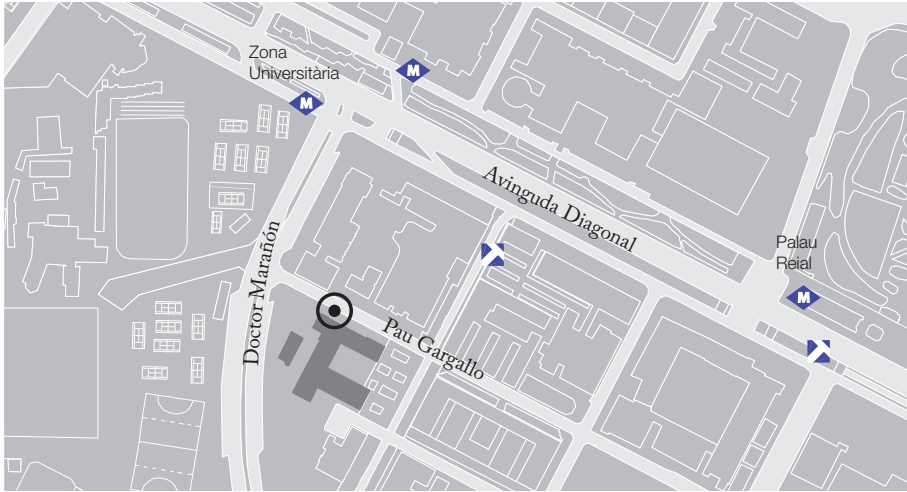 Zona
Universitària
M
M
Avinguda Diagonal
Doctor Marañón
Palau
Reial
M
Pau Gargallo